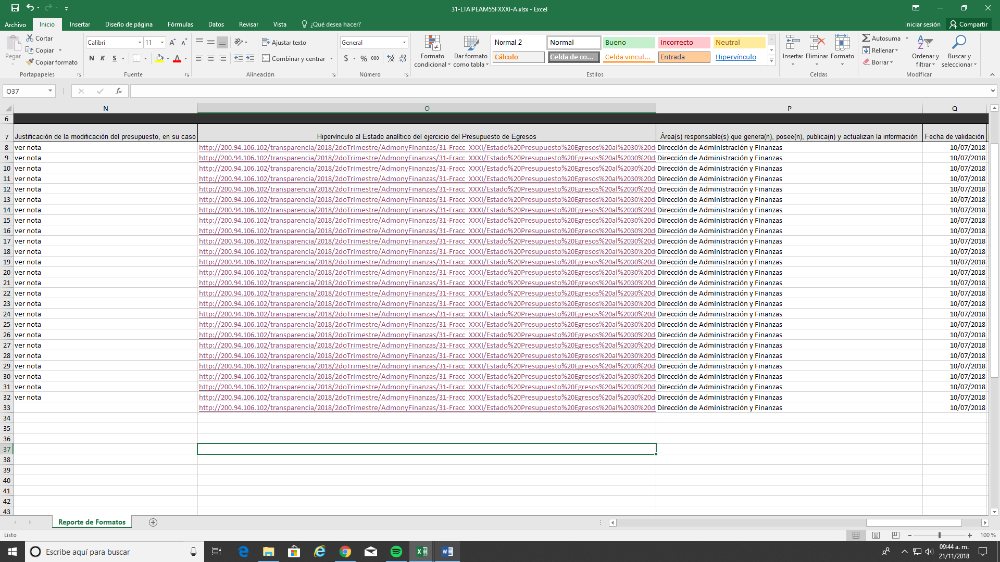 31-LTAIPEAM55FXXXI-A.xlsx - Excel
Archivo Inicio Insertar Diseño de página Fórmulas Datos Revisar Vista ¿Qué desea hacer? Iniciar sesión Compartir
Pegar
Cortar
Copiar
Copiar formato
Portapapeles
Calibri 11
N K S
Fuente
Ajustar texto
Combinar y centrar
Alineación
General
$ % 000
Número
Formato condicional
Dar formato como tabla
Normal 2 Normal Bueno Incorrecto Neutral
Cálculo Celda de co... Celda vincul... Entrada Hipervínculo
Estilos
Insertar Eliminar Formato
Celdas
Autosuma
Rellenar
Borrar
Ordenar y filtrar
Buscar y seleccionar
Modificar
O37 fx
N O P Q
6
7 Justificación de la modificación del presupuesto, en su caso Hipervínculo al Estado analítico del ejercicio del Presupuesto de Egresos Área(s) responsable(s) que genera(n), posee(n), publica(n) y actualizan la información Fecha de validación
8 ver nota http://200.94.106.102/transparencia/2018/2doTrimestre/AdmonyFinanzas/31-Fracc_XXXI/Estado%20Presupuesto%20Egresos%20al%2030%20d Dirección de Administración y Finanzas 10/07/2018
9 ver nota http://200.94.106.102/transparencia/2018/2doTrimestre/AdmonyFinanzas/31-Fracc_XXXI/Estado%20Presupuesto%20Egresos%20al%2030%20d Dirección de Administración y Finanzas 10/07/2018
10 ver nota http://200.94.106.102/transparencia/2018/2doTrimestre/AdmonyFinanzas/31-Fracc_XXXI/Estado%20Presupuesto%20Egresos%20al%2030%20d Dirección de Administración y Finanzas 10/07/2018
11 ver nota http://200.94.106.102/transparencia/2018/2doTrimestre/AdmonyFinanzas/31-Fracc_XXXI/Estado%20Presupuesto%20Egresos%20al%2030%20d Dirección de Administración y Finanzas 10/07/2018
12 ver nota http://200.94.106.102/transparencia/2018/2doTrimestre/AdmonyFinanzas/31-Fracc_XXXI/Estado%20Presupuesto%20Egresos%20al%2030%20d Dirección de Administración y Finanzas 10/07/2018
13 ver nota http://200.94.106.102/transparencia/2018/2doTrimestre/AdmonyFinanzas/31-Fracc_XXXI/Estado%20Presupuesto%20Egresos%20al%2030%20d Dirección de Administración y Finanzas 10/07/2018
14 ver nota http://200.94.106.102/transparencia/2018/2doTrimestre/AdmonyFinanzas/31-Fracc_XXXI/Estado%20Presupuesto%20Egresos%20al%2030%20d Dirección de Administración y Finanzas 10/07/2018
15 ver nota http://200.94.106.102/transparencia/2018/2doTrimestre/AdmonyFinanzas/31-Fracc_XXXI/Estado%20Presupuesto%20Egresos%20al%2030%20d Dirección de Administración y Finanzas 10/07/2018
16 ver nota http://200.94.106.102/transparencia/2018/2doTrimestre/AdmonyFinanzas/31-Fracc_XXXI/Estado%20Presupuesto%20Egresos%20al%2030%20d Dirección de Administración y Finanzas 10/07/2018
17 ver nota http://200.94.106.102/transparencia/2018/2doTrimestre/AdmonyFinanzas/31-Fracc_XXXI/Estado%20Presupuesto%20Egresos%20al%2030%20d Dirección de Administración y Finanzas 10/07/2018
18 ver nota http://200.94.106.102/transparencia/2018/2doTrimestre/AdmonyFinanzas/31-Fracc_XXXI/Estado%20Presupuesto%20Egresos%20al%2030%20d Dirección de Administración y Finanzas 10/07/2018
19 ver nota http://200.94.106.102/transparencia/2018/2doTrimestre/AdmonyFinanzas/31-Fracc_XXXI/Estado%20Presupuesto%20Egresos%20al%2030%20d Dirección de Administración y Finanzas 10/07/2018
20 ver nota http://200.94.106.102/transparencia/2018/2doTrimestre/AdmonyFinanzas/31-Fracc_XXXI/Estado%20Presupuesto%20Egresos%20al%2030%20d Dirección de Administración y Finanzas 10/07/2018
21 ver nota http://200.94.106.102/transparencia/2018/2doTrimestre/AdmonyFinanzas/31-Fracc_XXXI/Estado%20Presupuesto%20Egresos%20al%2030%20d Dirección de Administración y Finanzas 10/07/2018
22 ver nota http://200.94.106.102/transparencia/2018/2doTrimestre/AdmonyFinanzas/31-Fracc_XXXI/Estado%20Presupuesto%20Egresos%20al%2030%20d Dirección de Administración y Finanzas 10/07/2018
23 ver nota http://200.94.106.102/transparencia/2018/2doTrimestre/AdmonyFinanzas/31-Fracc_XXXI/Estado%20Presupuesto%20Egresos%20al%2030%20d Dirección de Administración y Finanzas 10/07/2018
24 ver nota http://200.94.106.102/transparencia/2018/2doTrimestre/AdmonyFinanzas/31-Fracc_XXXI/Estado%20Presupuesto%20Egresos%20al%2030%20d Dirección de Administración y Finanzas 10/07/2018
25 ver nota http://200.94.106.102/transparencia/2018/2doTrimestre/AdmonyFinanzas/31-Fracc_XXXI/Estado%20Presupuesto%20Egresos%20al%2030%20d Dirección de Administración y Finanzas 10/07/2018
26 ver nota http://200.94.106.102/transparencia/2018/2doTrimestre/AdmonyFinanzas/31-Fracc_XXXI/Estado%20Presupuesto%20Egresos%20al%2030%20d Dirección de Administración y Finanzas 10/07/2018
27 ver nota http://200.94.106.102/transparencia/2018/2doTrimestre/AdmonyFinanzas/31-Fracc_XXXI/Estado%20Presupuesto%20Egresos%20al%2030%20d Dirección de Administración y Finanzas 10/07/2018
28 ver nota http://200.94.106.102/transparencia/2018/2doTrimestre/AdmonyFinanzas/31-Fracc_XXXI/Estado%20Presupuesto%20Egresos%20al%2030%20d Dirección de Administración y Finanzas 10/07/2018
29 ver nota http://200.94.106.102/transparencia/2018/2doTrimestre/AdmonyFinanzas/31-Fracc_XXXI/Estado%20Presupuesto%20Egresos%20al%2030%20d Dirección de Administración y Finanzas 10/07/2018
30 ver nota http://200.94.106.102/transparencia/2018/2doTrimestre/AdmonyFinanzas/31-Fracc_XXXI/Estado%20Presupuesto%20Egresos%20al%2030%20d Dirección de Administración y Finanzas 10/07/2018
31 ver nota http://200.94.106.102/transparencia/2018/2doTrimestre/AdmonyFinanzas/31-Fracc_XXXI/Estado%20Presupuesto%20Egresos%20al%2030%20d Dirección de Administración y Finanzas 10/07/2018
32 ver nota http://200.94.106.102/transparencia/2018/2doTrimestre/AdmonyFinanzas/31-Fracc_XXXI/Estado%20Presupuesto%20Egresos%20al%2030%20d Dirección de Administración y Finanzas 10/07/2018
33 http://200.94.106.102/transparencia/2018/2doTrimestre/AdmonyFinanzas/31-Fracc_XXXI/Estado%20Presupuesto%20Egresos%20al%2030%20d Dirección de Administración y Finanzas 10/07/2018
34
35
36
37
38
39
40
41
42
43
Reporte de Formatos
Listo 100 %
Escribe aquí para buscar
09:44 a. m.
21/11/2018